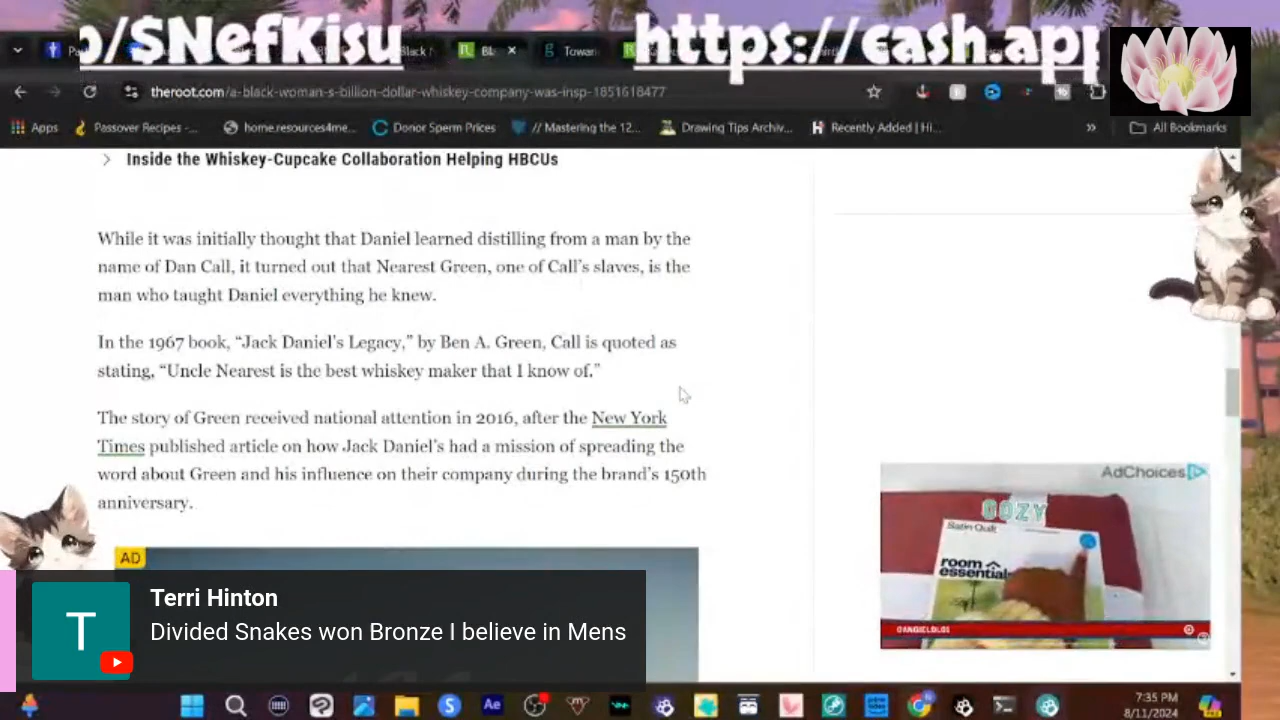 o/$NefKisu https://cash.app
theroot.com/a-black-woman-s-billion-dollar-whiskey-company-was-insp-1851618477
Apps Passover Recipes -... home.resources4me... Donor Sperm Prices // Mastering the 12... Drawing Tips Archiv... Recently Added | Hi... » All Bookmarks
Inside the Whiskey-Cupcake Collaboration Helping HBCUs
While it was initially thought that Daniel learned distilling from a man by the
name of Dan Call, it turned out that Nearest Green, one of Call’s slaves, is the
man who taught Daniel everything he knew.
In the 1967 book, “Jack Daniel’s Legacy,” by Ben A. Green, Call is quoted as
stating, “Uncle Nearest is the best whiskey maker that I know of.”
The story of Green received national attention in 2016, after the New York
Times published article on how Jack Daniel’s had a mission of spreading the
word about Green and his influence on their company during the brand’s 150th
anniversary.
AdChoices
COZY
Satin Quilt
room
essential
AD
T
Terri Hinton
Divided Snakes won Bronze I believe in Mens
7:35 PM
8/11/2024